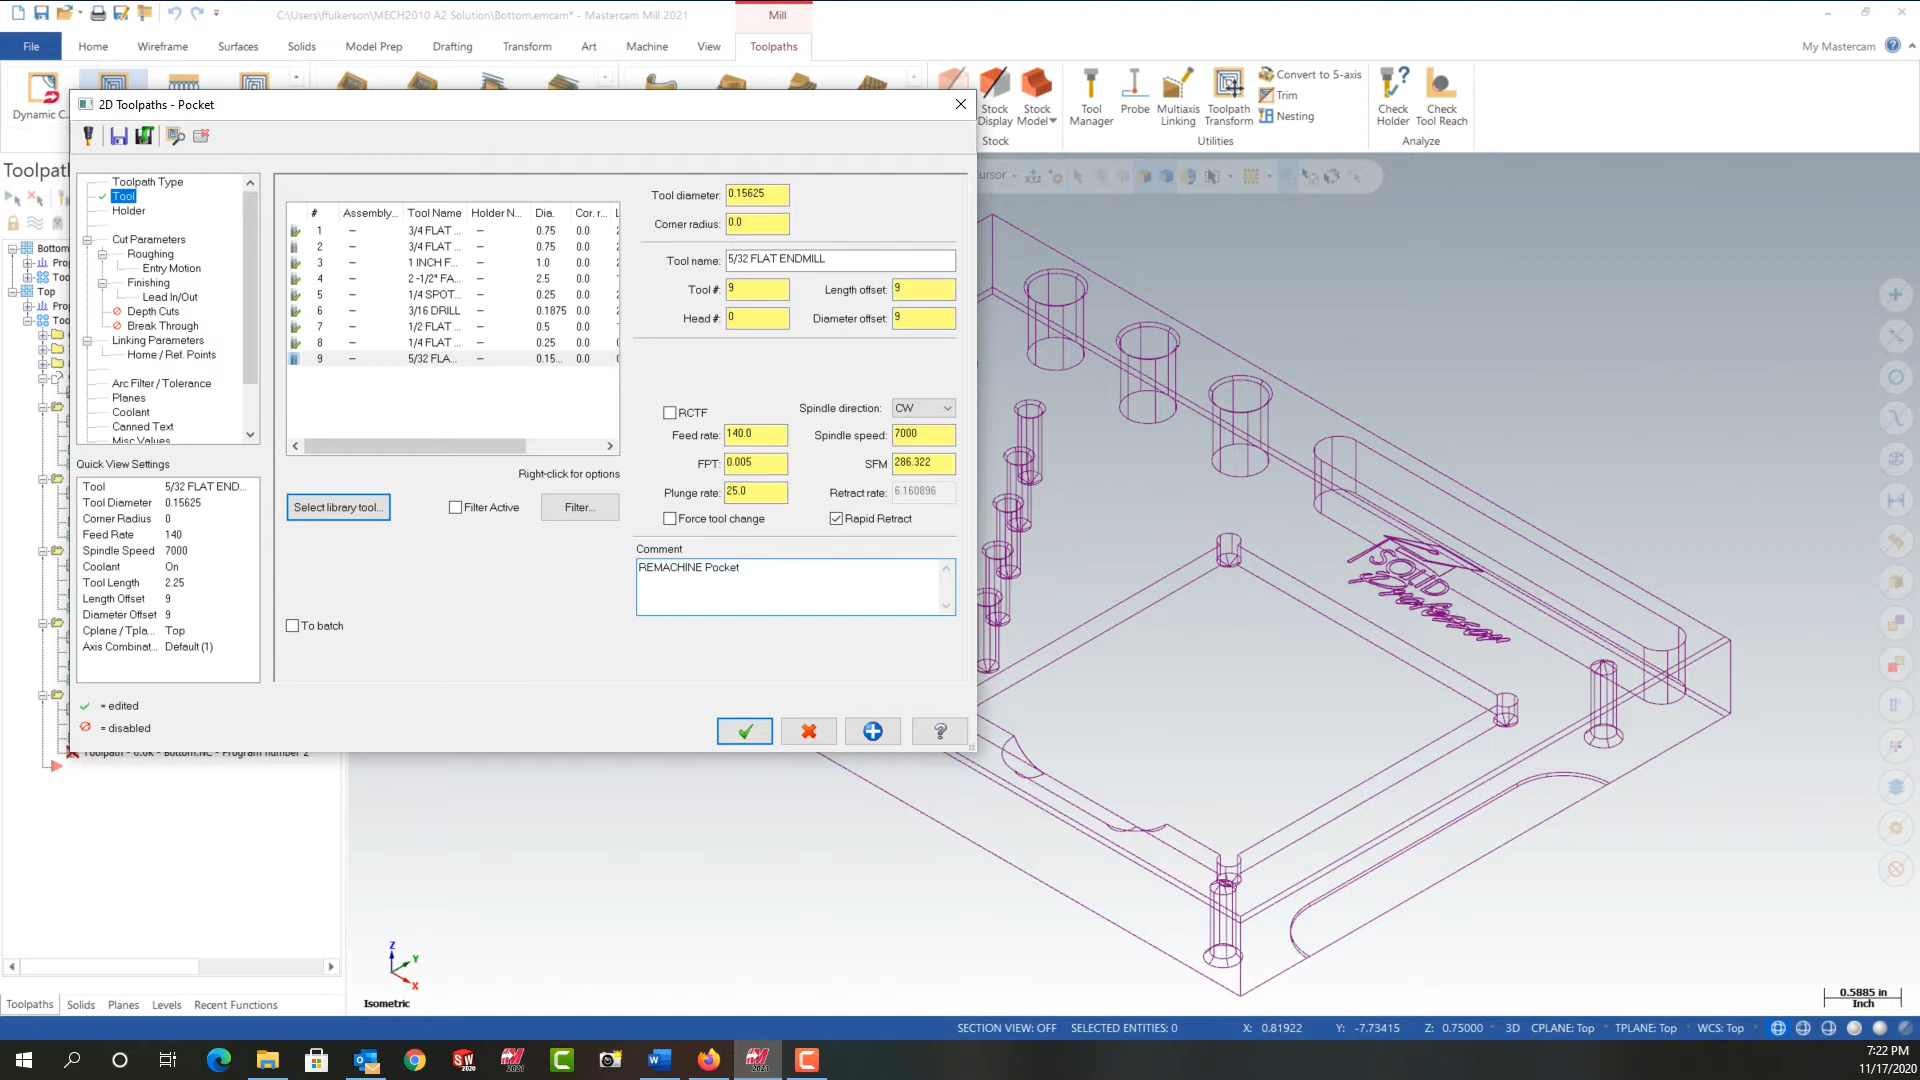 C:\Users\ffulkerson\MECH2010 A2 Solution\Bottom.emcam* - Mastercam Mill 2021
Mill
File Home Wireframe Surfaces Solids Model Prep Drafting Transform Art Machine View Toolpaths My Mastercam
Dynamic C...
Stock Display
Stock Model
Stock
Tool Manager
Probe
Multiaxis Linking
Toolpath Transform
Convert to 5-axis
Trim
Nesting
Utilities
Check Holder
Check Tool Reach
Analyze
2D Toolpaths - Pocket
Toolpath Type
Tool
Holder
Cut Parameters
Roughing
Entry Motion
Finishing
Lead In/Out
Depth Cuts
Break Through
Linking Parameters
Home / Ref. Points
Arc Filter / Tolerance
Planes
Coolant
Canned Text
Misc Values
Quick View Settings
Tool 5/32 FLAT END...
Tool Diameter 0.15625
Corner Radius 0
Feed Rate 140
Spindle Speed 7000
Coolant On
Tool Length 2.25
Length Offset 9
Diameter Offset 9
Cplane / Tpla... Top
Axis Combinat... Default (1)
= edited
= disabled
# Assembly... Tool Name Holder N... Dia. Cor. r...
1 – 3/4 FLAT ... – 0.75 0.0
2 – 3/4 FLAT ... – 0.75 0.0
3 – 1 INCH F... – 1.0 0.0
4 – 2 -1/2" FA... – 2.5 0.0
5 – 1/4 SPOT... – 0.25 0.0
6 – 3/16 DRILL – 0.1875 0.0
7 – 1/2 FLAT ... – 0.5 0.0
8 – 1/4 FLAT ... – 0.25 0.0
9 – 5/32 FLA... – 0.15... 0.0
Right-click for options
Select library tool...
Filter Active
Filter...
To batch
Tool diameter: 0.15625
Corner radius: 0.0
Tool name: 5/32 FLAT ENDMILL
Tool #: 9 Length offset: 9
Head #: 0 Diameter offset: 9
RCTF Spindle direction: CW
Feed rate: 140.0 Spindle speed: 7000
FPT: 0.005 SFM 286.322
Plunge rate: 25.0 Retract rate: 6.160896
Force tool change Rapid Retract
Comment
REMACHINE Pocket
Bottom
Top
Toolpath - 0.0K - Bottom.NC - Program number 2
SOLID
Professor
Z
Y
X
Isometric
0.5885 in
Inch
Toolpaths Solids Planes Levels Recent Functions
SECTION VIEW: OFF SELECTED ENTITIES: 0 X: 0.81922 Y: -7.73415 Z: 0.75000 3D CPLANE: Top TPLANE: Top WCS: Top
7:22 PM
11/17/2020